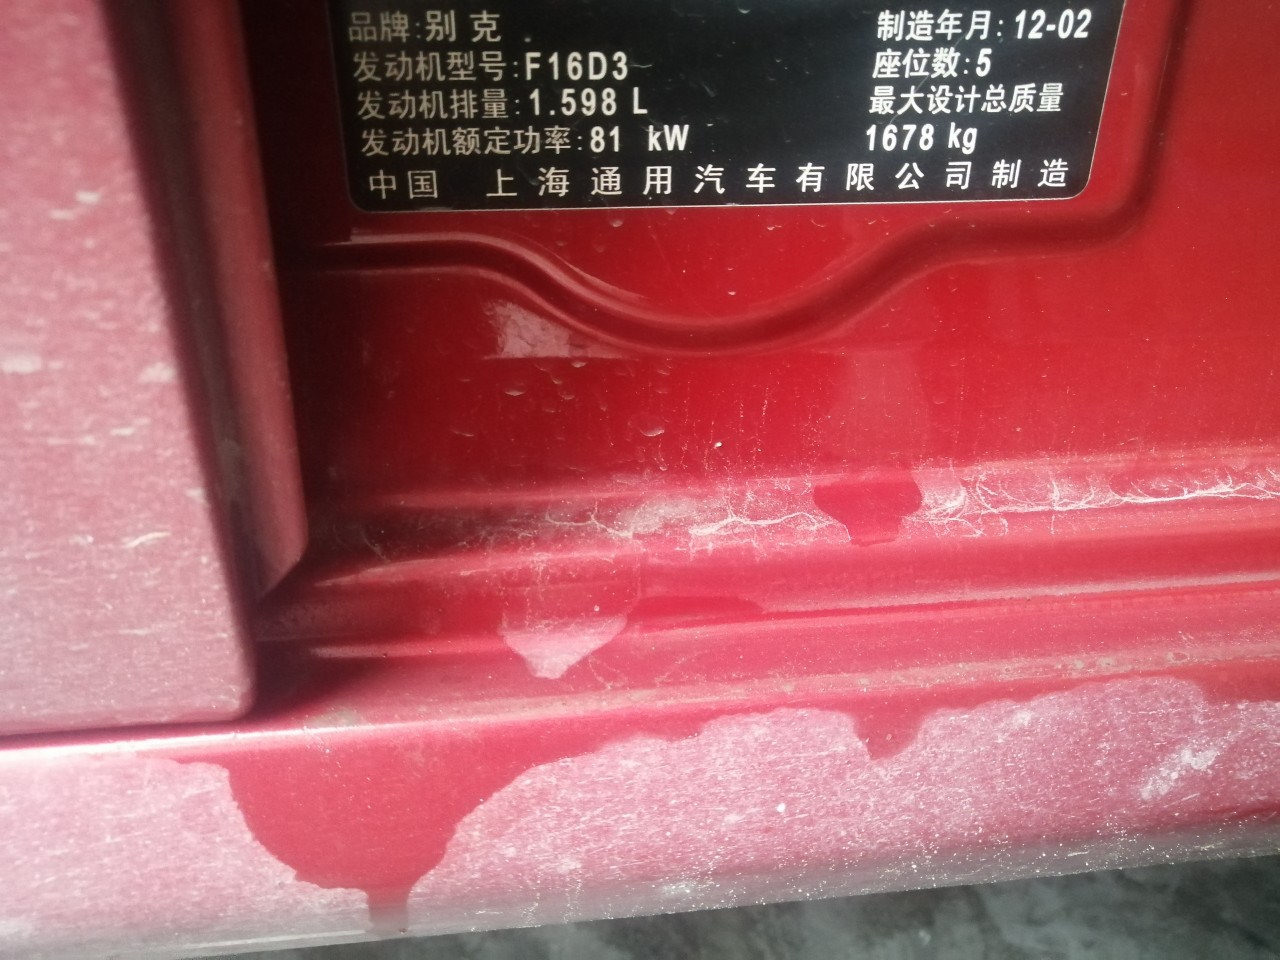 品牌:别克 制造年月:12-02
发动机型号:F16D3 座位数:5
发动机排量:1.598 L 最大设计总质量
发动机额定功率:81 kW 1678 kg
中国 上海通用汽车有限公司制造